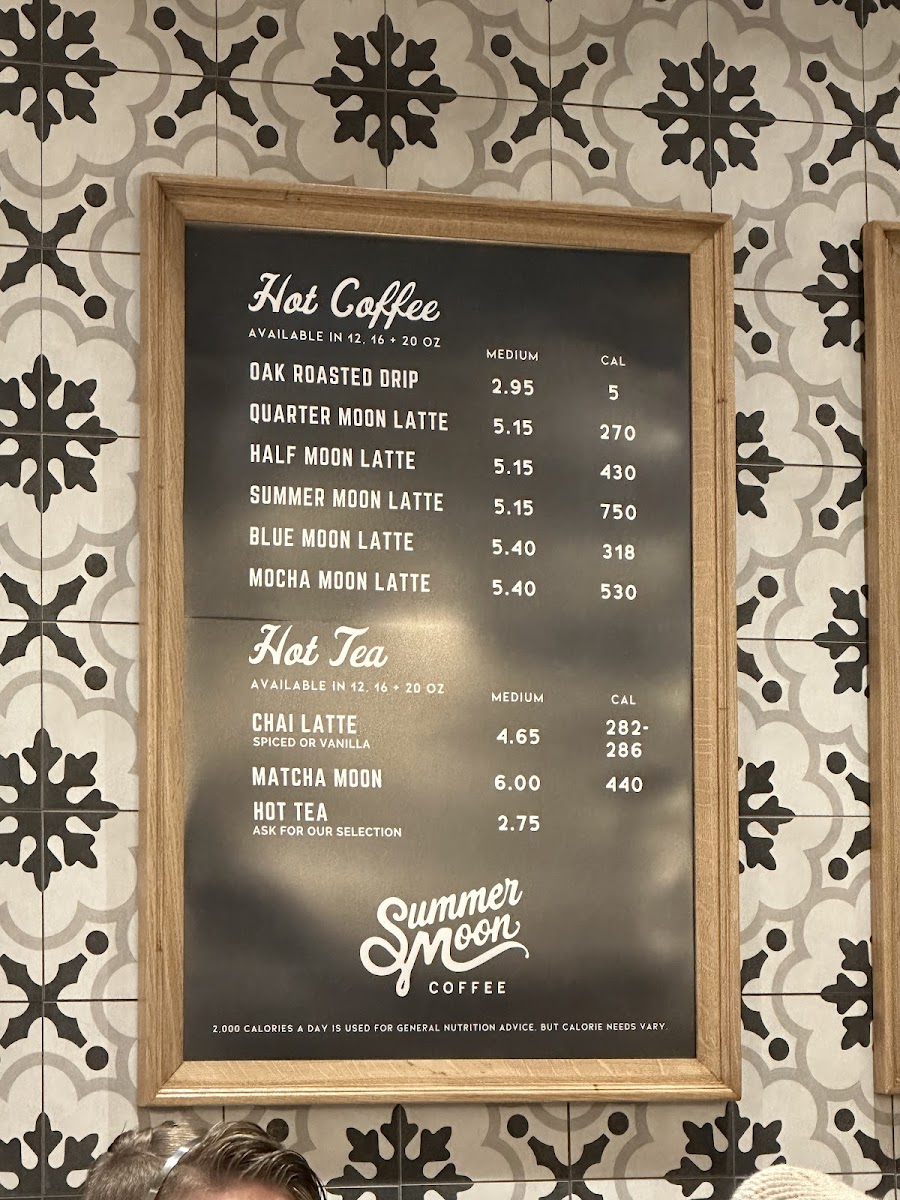 Hot Coffee
AVAILABLE IN 12, 16 + 20 OZ
MEDIUM CAL
OAK ROASTED DRIP 2.95 5
QUARTER MOON LATTE 5.15 270
HALF MOON LATTE 5.15 430
SUMMER MOON LATTE 5.15 750
BLUE MOON LATTE 5.40 318
MOCHA MOON LATTE 5.40 530
Hot Tea
AVAILABLE IN 12, 16 + 20 OZ
MEDIUM CAL
CHAI LATTE 4.65 282-
SPICED OR VANILLA 286
MATCHA MOON 6.00 440
HOT TEA 2.75
ASK FOR OUR SELECTION
Summer
Moon
COFFEE
2,000 CALORIES A DAY IS USED FOR GENERAL NUTRITION ADVICE, BUT CALORIE NEEDS VARY.